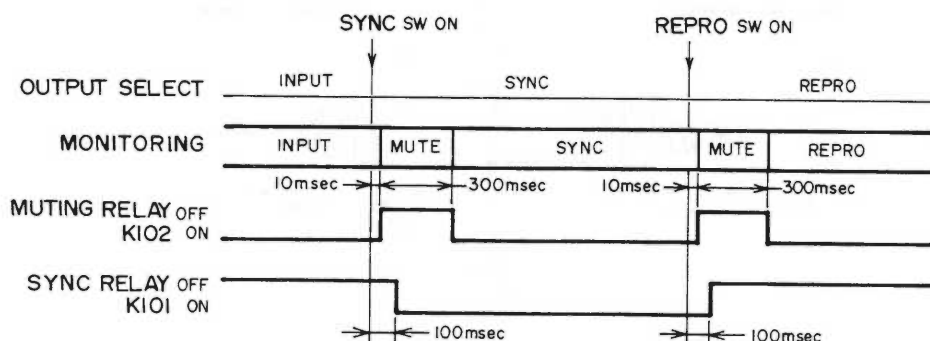 SYNC SW ON REPRO SW ON
OUTPUT SELECT INPUT SYNC REPRO
MONITORING INPUT MUTE SYNC MUTE REPRO
10msec 300msec 10msec 300msec
MUTING RELAY OFF
K102 ON
SYNC RELAY OFF
K101 ON
100msec 100msec